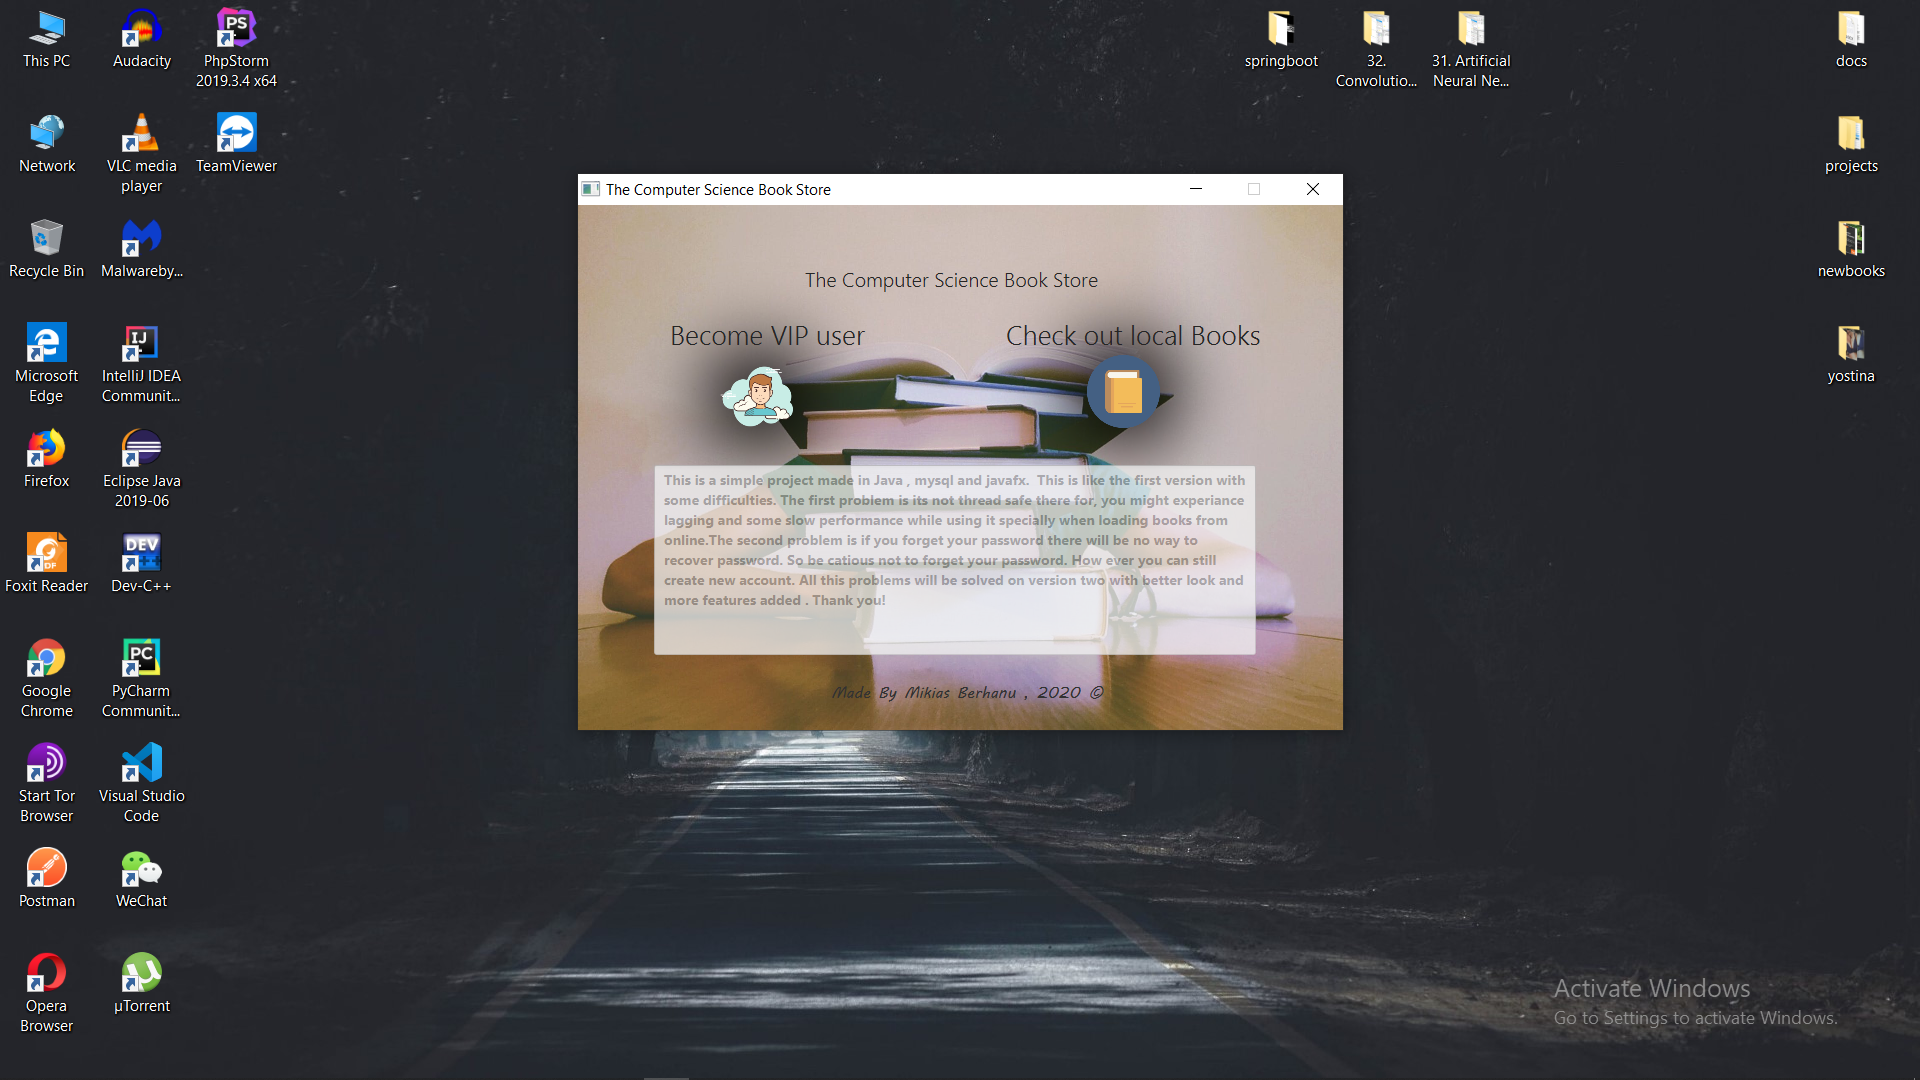 This PC
Audacity
PhpStorm
2019.3.4 x64
springboot
32.
Convolutio...
31. Artificial
Neural Ne...
docs
Network
VLC media
player
TeamViewer
projects
Recycle Bin
Malwareby...
newbooks
Microsoft
Edge
IntelliJ IDEA
Communit...
yostina
Firefox
Eclipse Java
2019-06
Foxit Reader
Dev-C++
Google
Chrome
PyCharm
Communit...
Start Tor
Browser
Visual Studio
Code
Postman
WeChat
Opera
Browser
µTorrent
PS
IJ
DEV
PC
The Computer Science Book Store
The Computer Science Book Store
Become VIP user
Check out local Books
This is a simple project made in Java , mysql and javafx.  This is like the first version with
some difficulties. The first problem is its not thread safe there for, you might experiance
lagging and some slow performance while using it specially when loading books from
online.The second problem is if you forget your password there will be no way to
recover password. So be catious not to forget your password. How ever you can still
create new account. All this problems will be solved on version two with better look and
more features added . Thank you!
Made By Mikias Berhanu , 2020 ©
Activate Windows
Go to Settings to activate Windows.